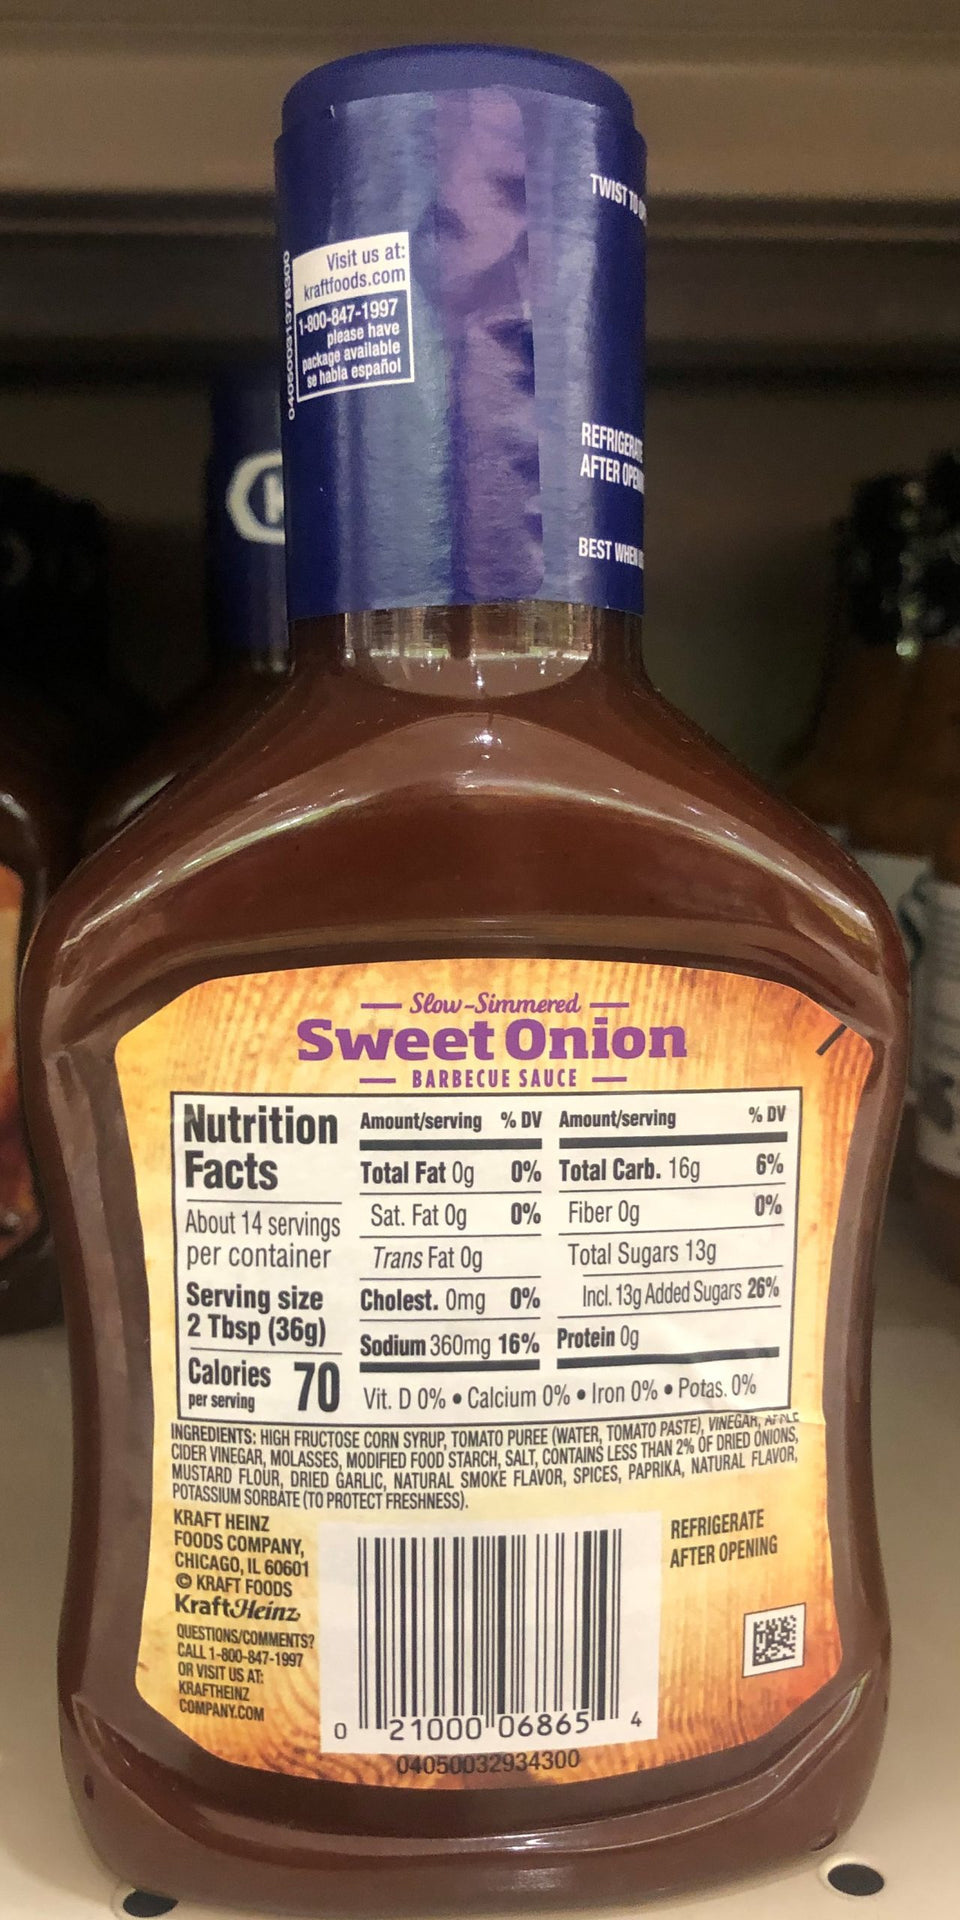 TWIST TO
Visit us at:
kraftfoods.com
1-800-847-1997
please have
package available
se habla español
REFRIGERATE
AFTER
BEST WHEN
Slow-Simmered
Sweet Onion
BARBECUE SAUCE
Nutrition
Facts
About 14 servings
per container
Serving size
2 Tbsp (36g)
Calories
per serving 70
Amount/serving % DV
Total Fat 0g 0%
Sat. Fat 0g 0%
Trans Fat 0g
Cholest. 0mg 0%
Sodium 360mg 16%
Amount/serving % DV
Total Carb. 16g 6%
Fiber 0g 0%
Total Sugars 13g
Incl. 13g Added Sugars 26%
Protein 0g
Vit. D 0% • Calcium 0% • Iron 0% • Potas. 0%
INGREDIENTS: HIGH FRUCTOSE CORN SYRUP, TOMATO PUREE (WATER, TOMATO PASTE), VINEGAR, APPLE
CIDER VINEGAR, MOLASSES, MODIFIED FOOD STARCH, SALT, CONTAINS LESS THAN 2% OF DRIED ONIONS,
MUSTARD FLOUR, DRIED GARLIC, NATURAL SMOKE FLAVOR, SPICES, PAPRIKA, NATURAL FLAVOR,
POTASSIUM SORBATE (TO PROTECT FRESHNESS).
KRAFT HEINZ
FOODS COMPANY,
CHICAGO, IL 60601
© KRAFT FOODS
KraftHeinz
QUESTIONS/COMMENTS?
CALL 1-800-847-1997
OR VISIT US AT:
KRAFTHEINZ
COMPANY.COM
REFRIGERATE
AFTER OPENING
0 21000 06865 4
04050032934300